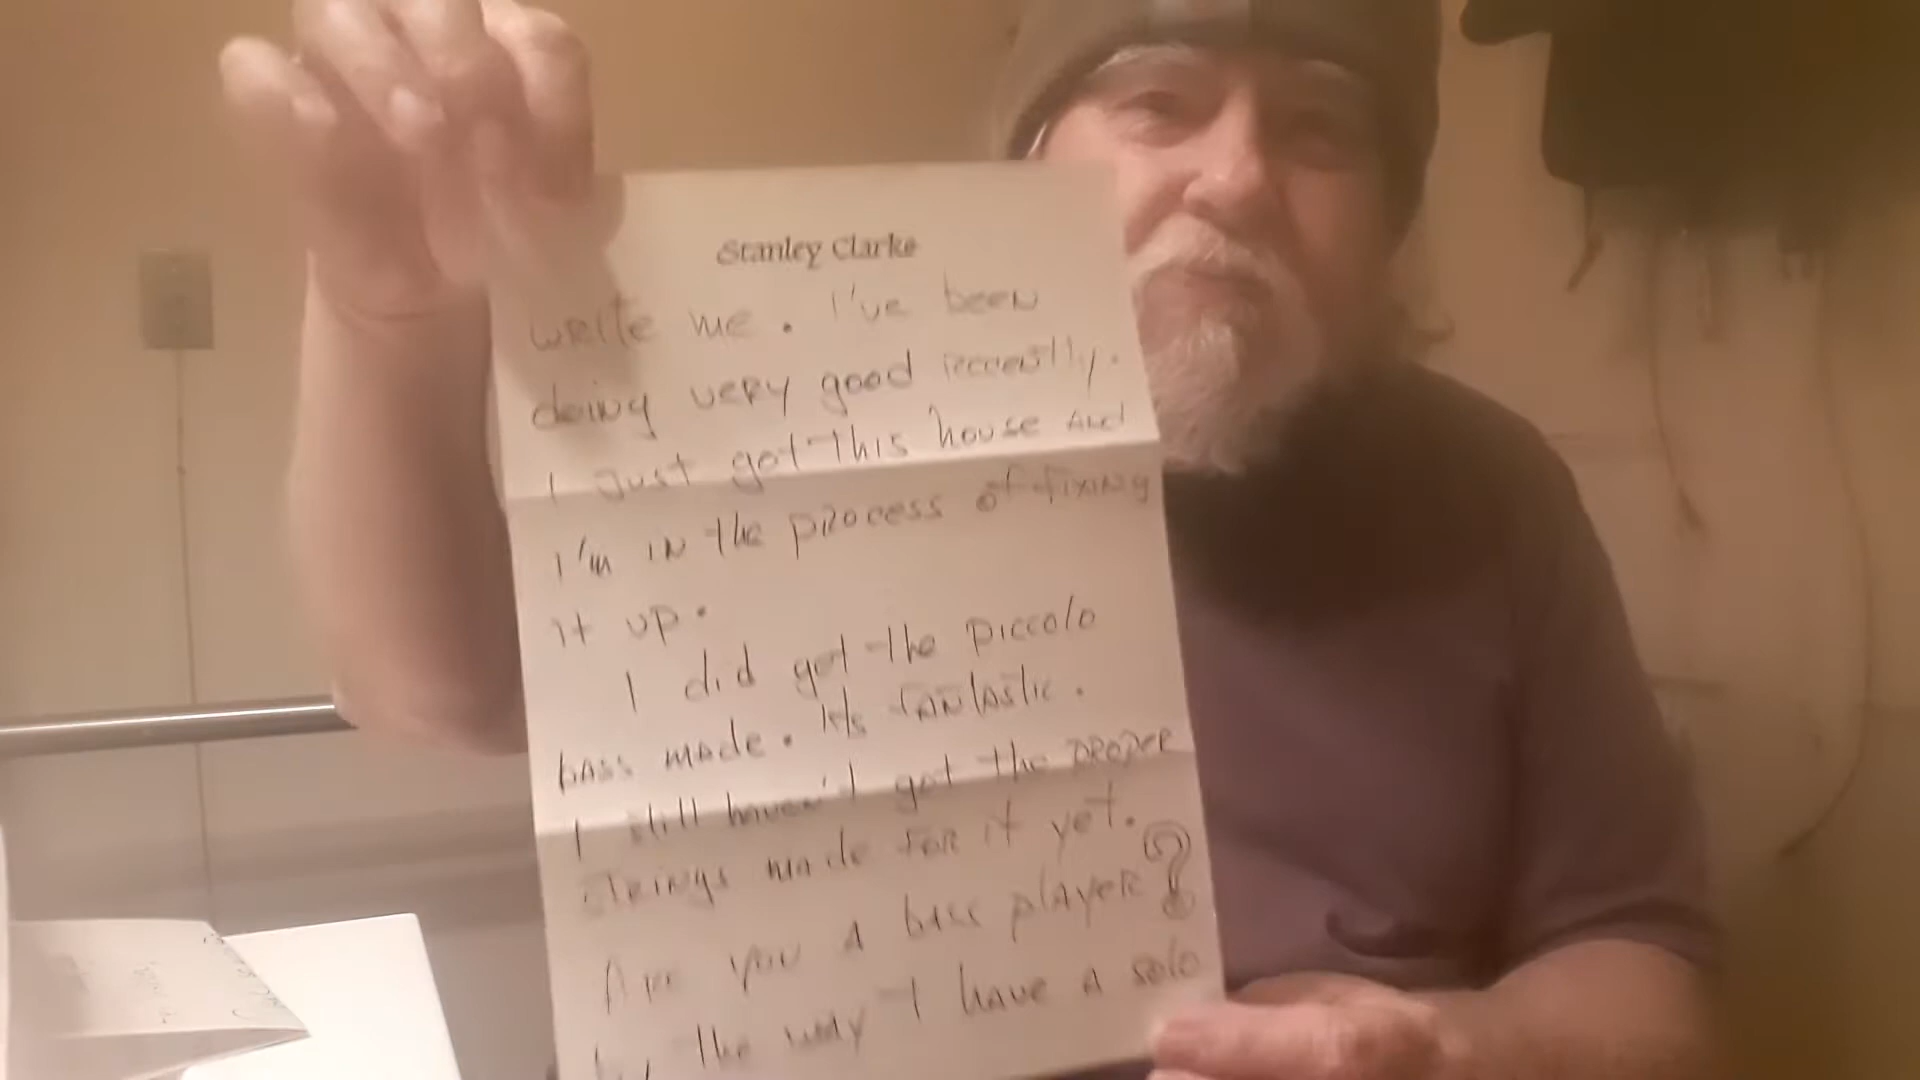 Stanley Clarke
write me. I've been
doing very good recently.
I just got this house and
I'm in the process of fixing
it up.
I did get the piccolo
bass made. It's fantastic.
I still haven't got the proper
strings made for it yet.
Are you a bass player?
by the way I have a solo